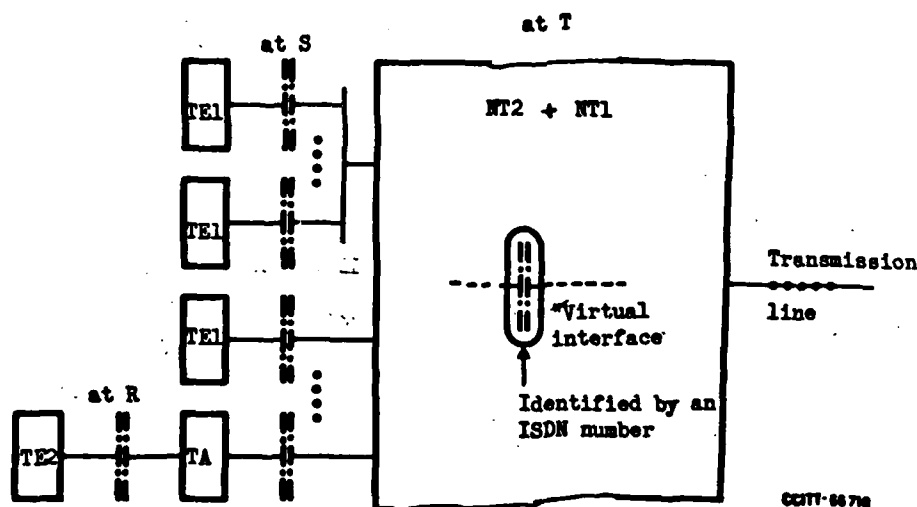 at T
at S
TE1
NT2 + NT1
TE1
Transmission
line
"Virtual
interface
TE1
at R
Identified by an
ISDN number
TE2
TA